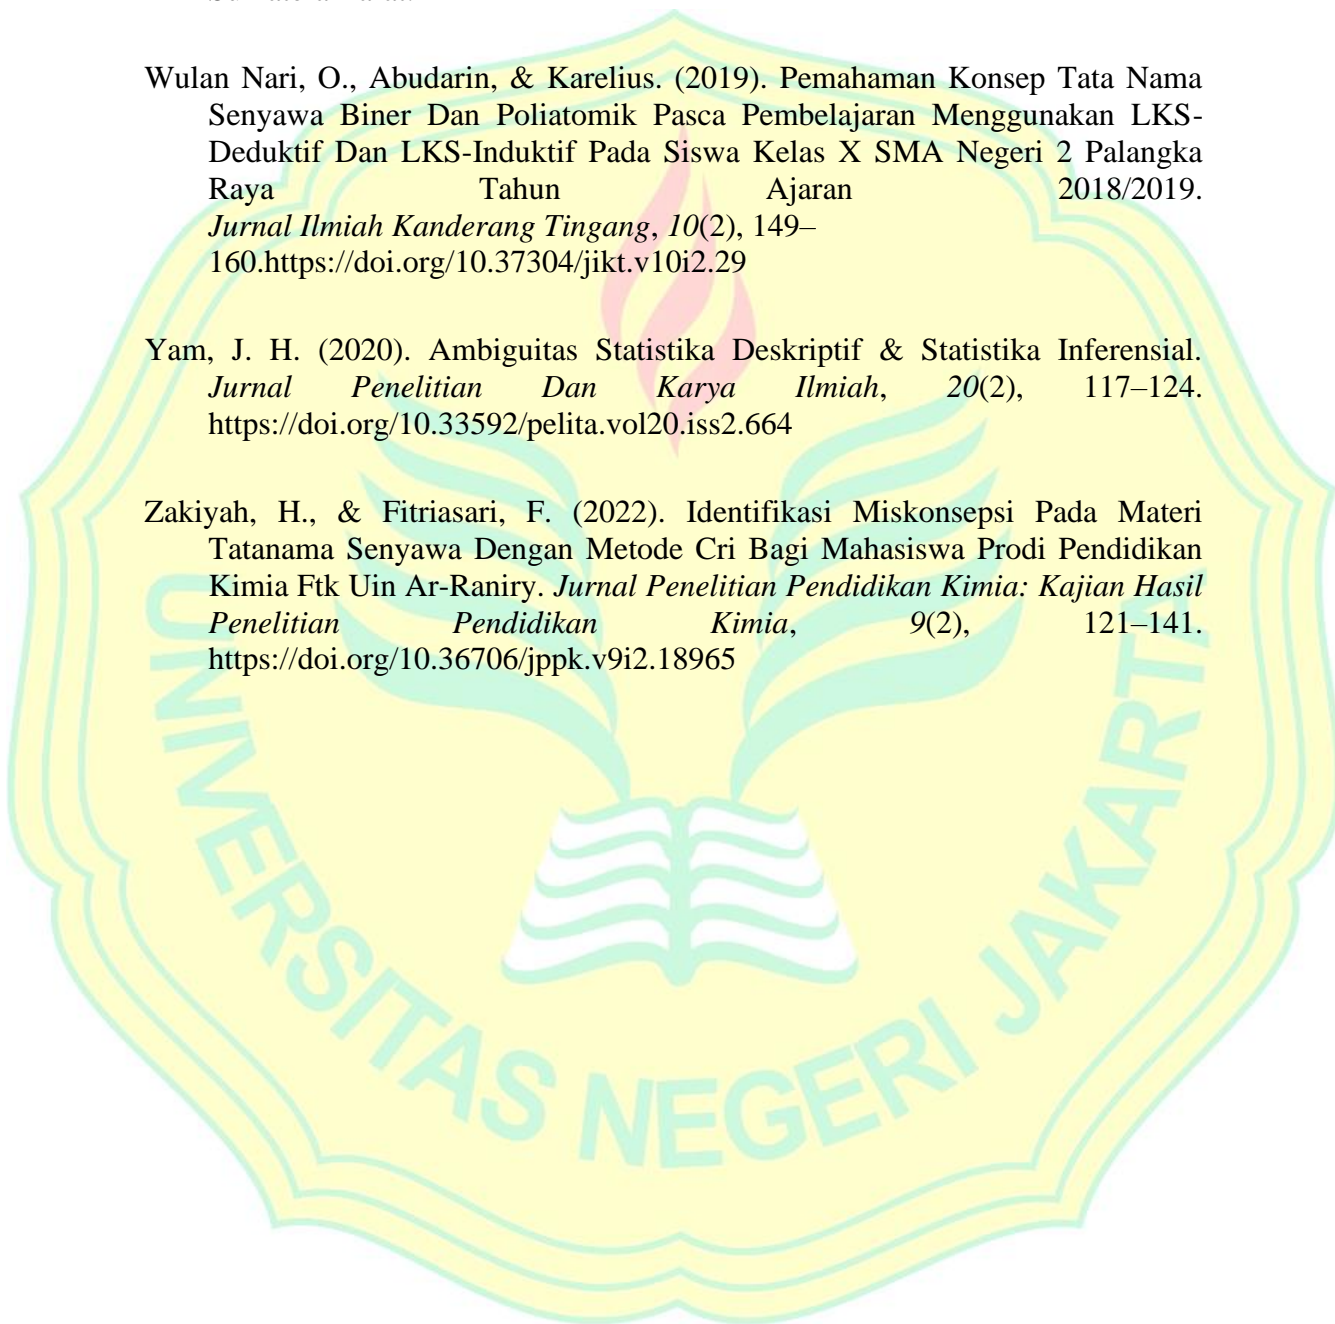 Wulan Nari, O., Abudarin, & Karelius. (2019). Pemahaman Konsep Tata Nama
Senyawa Biner Dan Poliatomik Pasca Pembelajaran Menggunakan LKS-
Deduktif Dan LKS-Induktif Pada Siswa Kelas X SMA Negeri 2 Palangka
Raya Tahun Ajaran 2018/2019.
Jurnal Ilmiah Kanderang Tingang, 10(2), 149–
160.https://doi.org/10.37304/jikt.v10i2.29
Yam, J. H. (2020). Ambiguitas Statistika Deskriptif & Statistika Inferensial.
Jurnal Penelitian Dan Karya Ilmiah, 20(2), 117–124.
https://doi.org/10.33592/pelita.vol20.iss2.664
Zakiyah, H., & Fitriasari, F. (2022). Identifikasi Miskonsepsi Pada Materi
Tatanama Senyawa Dengan Metode Cri Bagi Mahasiswa Prodi Pendidikan
Kimia Ftk Uin Ar-Raniry. Jurnal Penelitian Pendidikan Kimia: Kajian Hasil
Penelitian Pendidikan Kimia, 9(2), 121–141.
https://doi.org/10.36706/jppk.v9i2.18965
UNIVERSITAS NEGERI JAKARTA